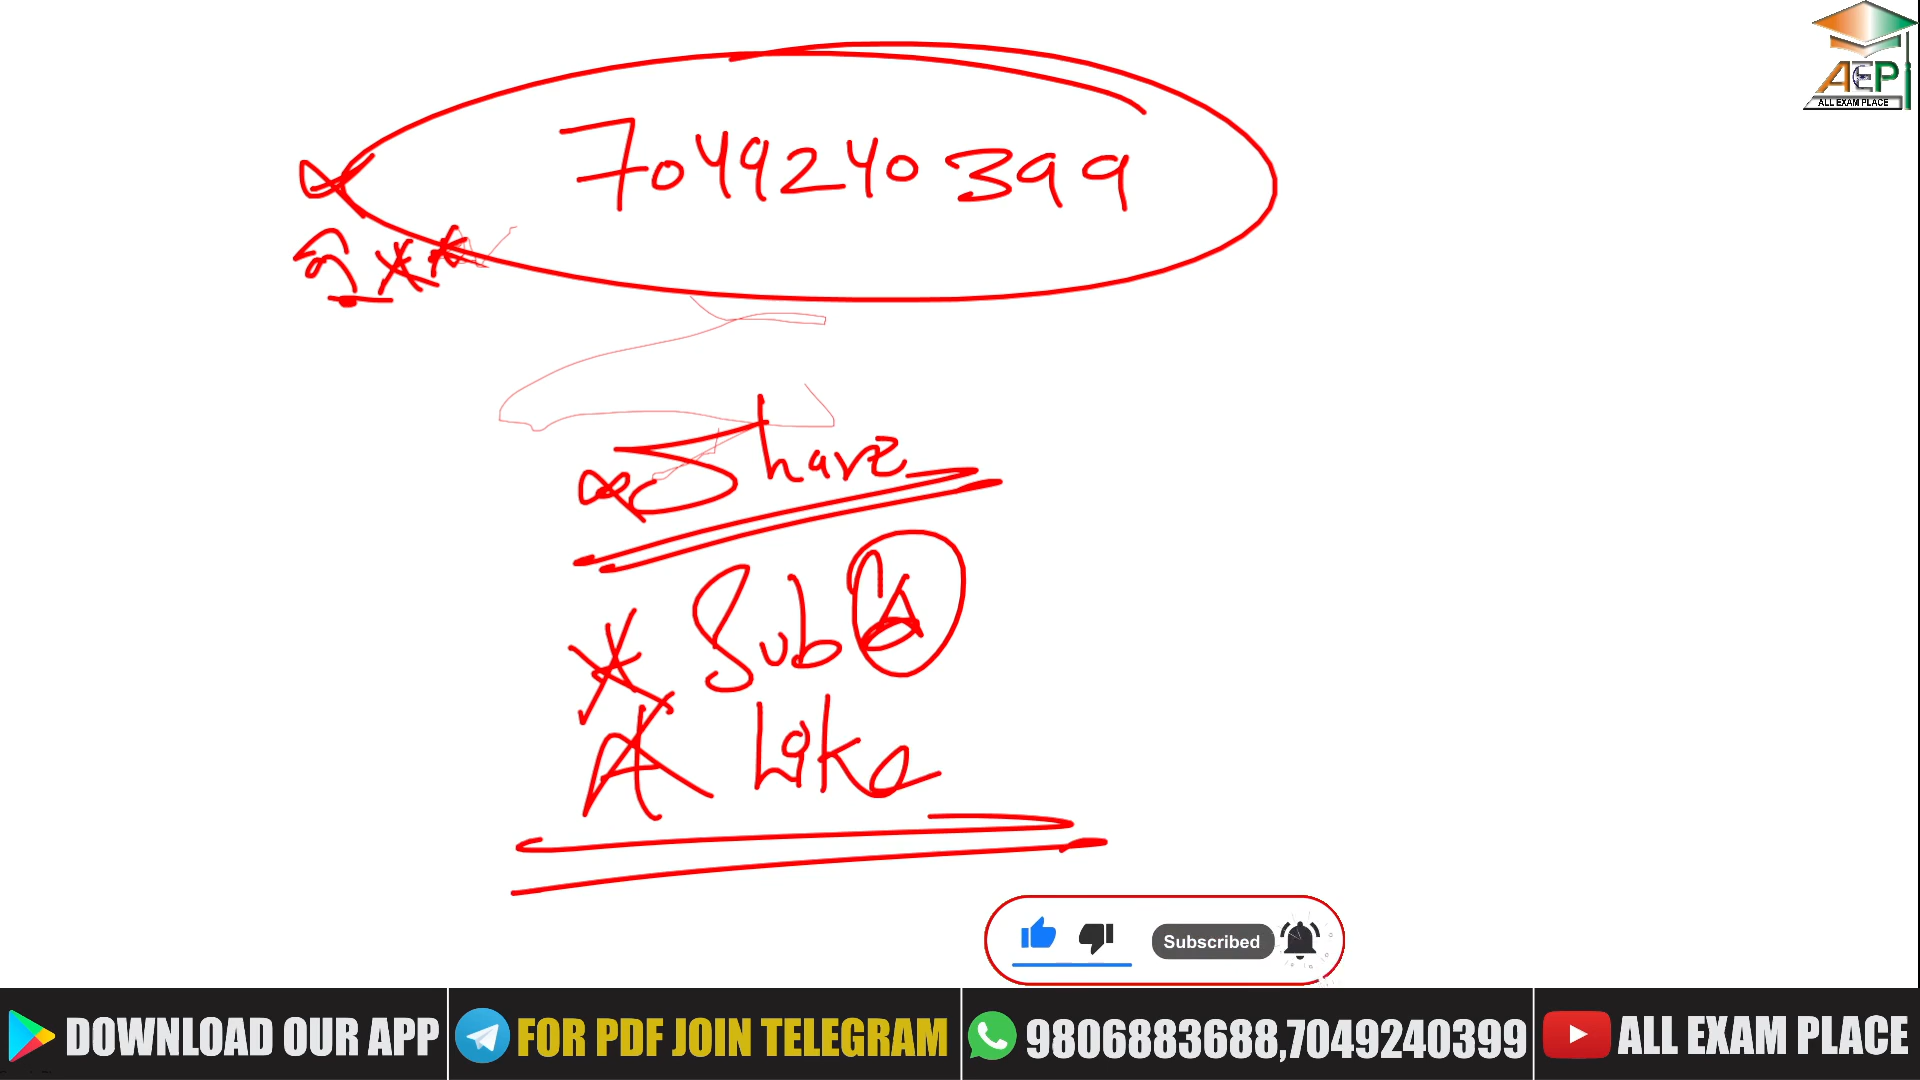 AEP
ALL EXAM PLACE
7049240399
Share
Sub
Like
Subscribed
DOWNLOAD OUR APP
FOR PDF JOIN TELEGRAM
9806883688,7049240399
ALL EXAM PLACE